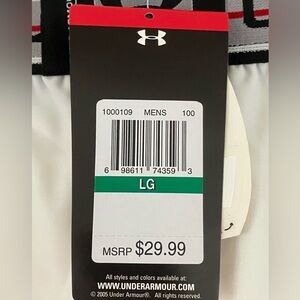 1000109 MENS 100
6 98611 74359 3
LG
MSRP $29.99
All styles and colors available at:
WWW.UNDERARMOUR.COM
© 2005 Under Armour®. All rights reserved.